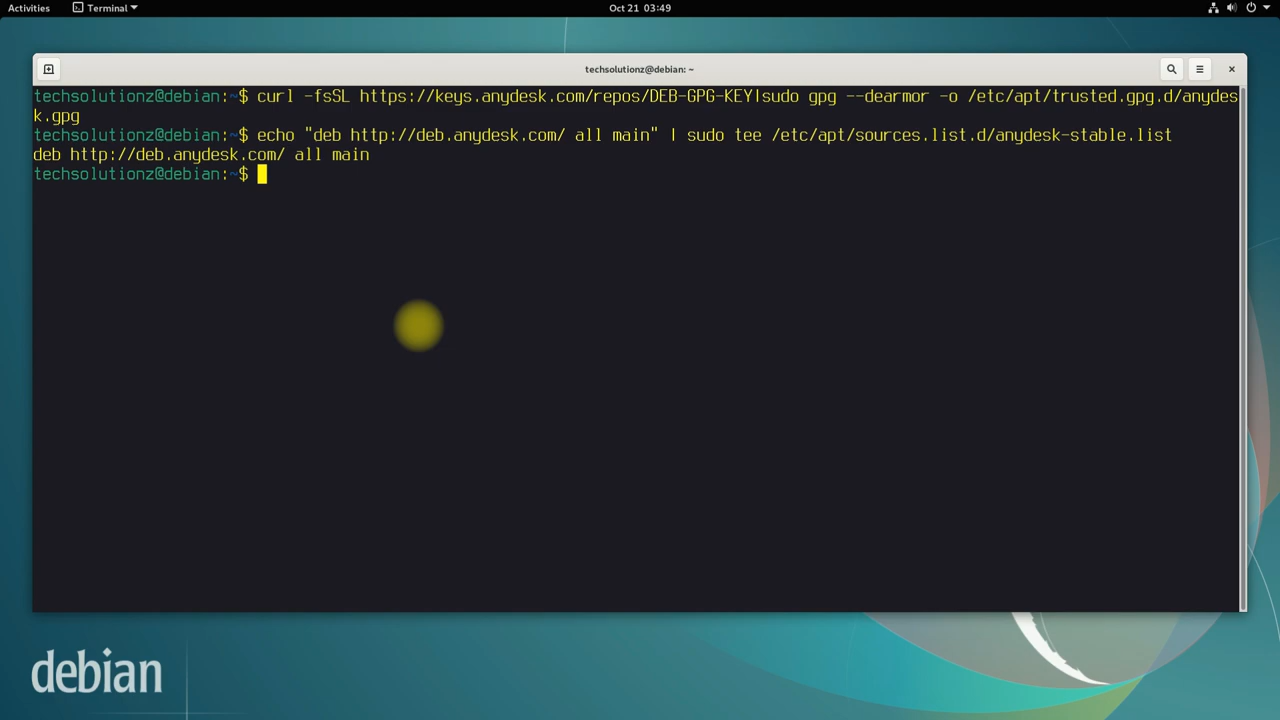 Activities Terminal Oct 21 03:49
techsolutionz@debian: ~
techsolutionz@debian:~$ curl -fsSL https://keys.anydesk.com/repos/DEB-GPG-KEY|sudo gpg --dearmor -o /etc/apt/trusted.gpg.d/anydes
k.gpg
techsolutionz@debian:~$ echo "deb http://deb.anydesk.com/ all main" | sudo tee /etc/apt/sources.list.d/anydesk-stable.list
deb http://deb.anydesk.com/ all main
techsolutionz@debian:~$
debian